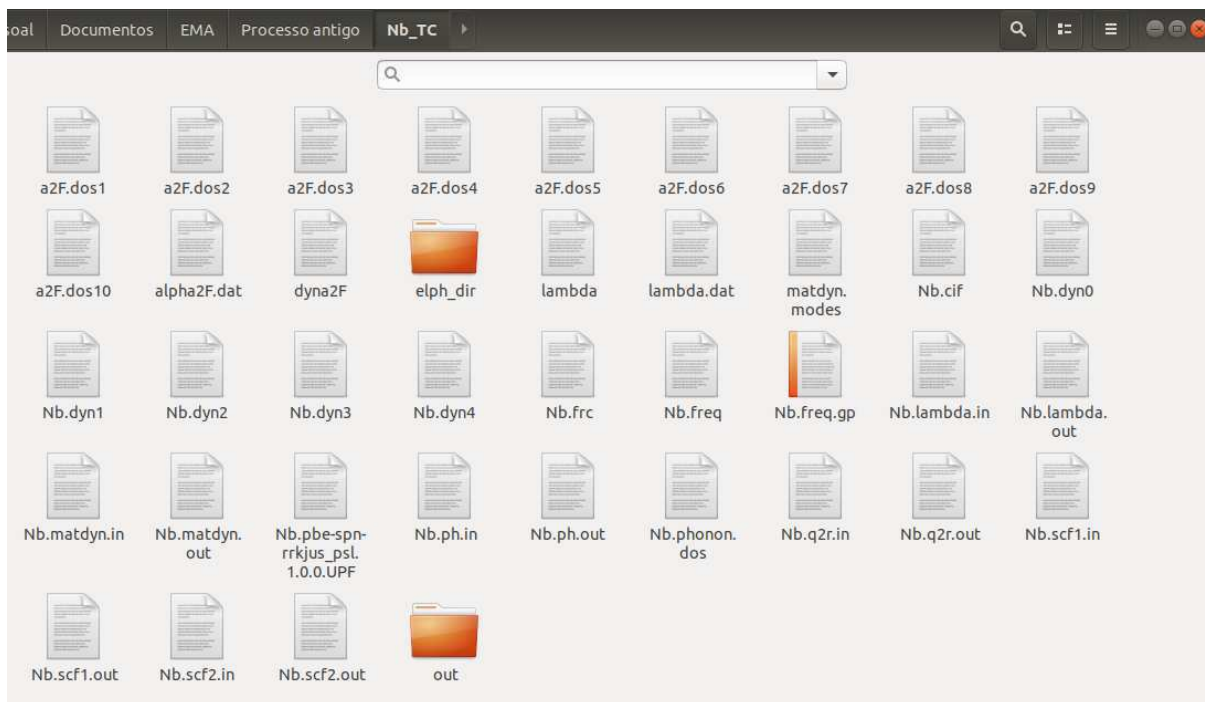 soal Documentos EMA Processo antigo Nb_TC
a2F.dos1 a2F.dos2 a2F.dos3 a2F.dos4 a2F.dos5 a2F.dos6 a2F.dos7 a2F.dos8 a2F.dos9
a2F.dos10 alpha2F.dat dyna2F elph_dir lambda lambda.dat matdyn. Nb.cif Nb.dyn0
modes
Nb.dyn1 Nb.dyn2 Nb.dyn3 Nb.dyn4 Nb.frc Nb.freq Nb.freq.gp Nb.lambda.in Nb.lambda.
out
Nb.matdyn.in Nb.matdyn. Nb.pbe-spn- Nb.ph.in Nb.ph.out Nb.phonon. Nb.q2r.in Nb.q2r.out Nb.scf1.in
out rrkjus_psl. dos
1.0.0.UPF
Nb.scf1.out Nb.scf2.in Nb.scf2.out out